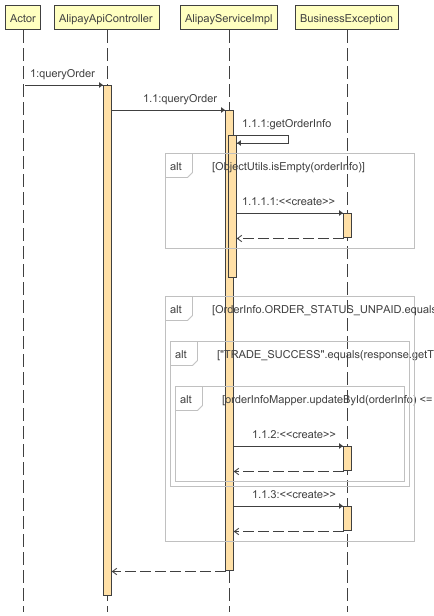 Actor
AlipayApiController
AlipayServiceImpl
BusinessException
1:queryOrder
1.1:queryOrder
1.1.1:getOrderInfo
alt
[ObjectUtils.isEmpty(orderInfo)]
1.1.1.1:<<create>>
alt
[OrderInfo.ORDER_STATUS_UNPAID.equals
alt
["TRADE_SUCCESS".equals(response.getT
alt
[orderInfoMapper.updateById(orderInfo) <=
1.1.2:<<create>>
1.1.3:<<create>>